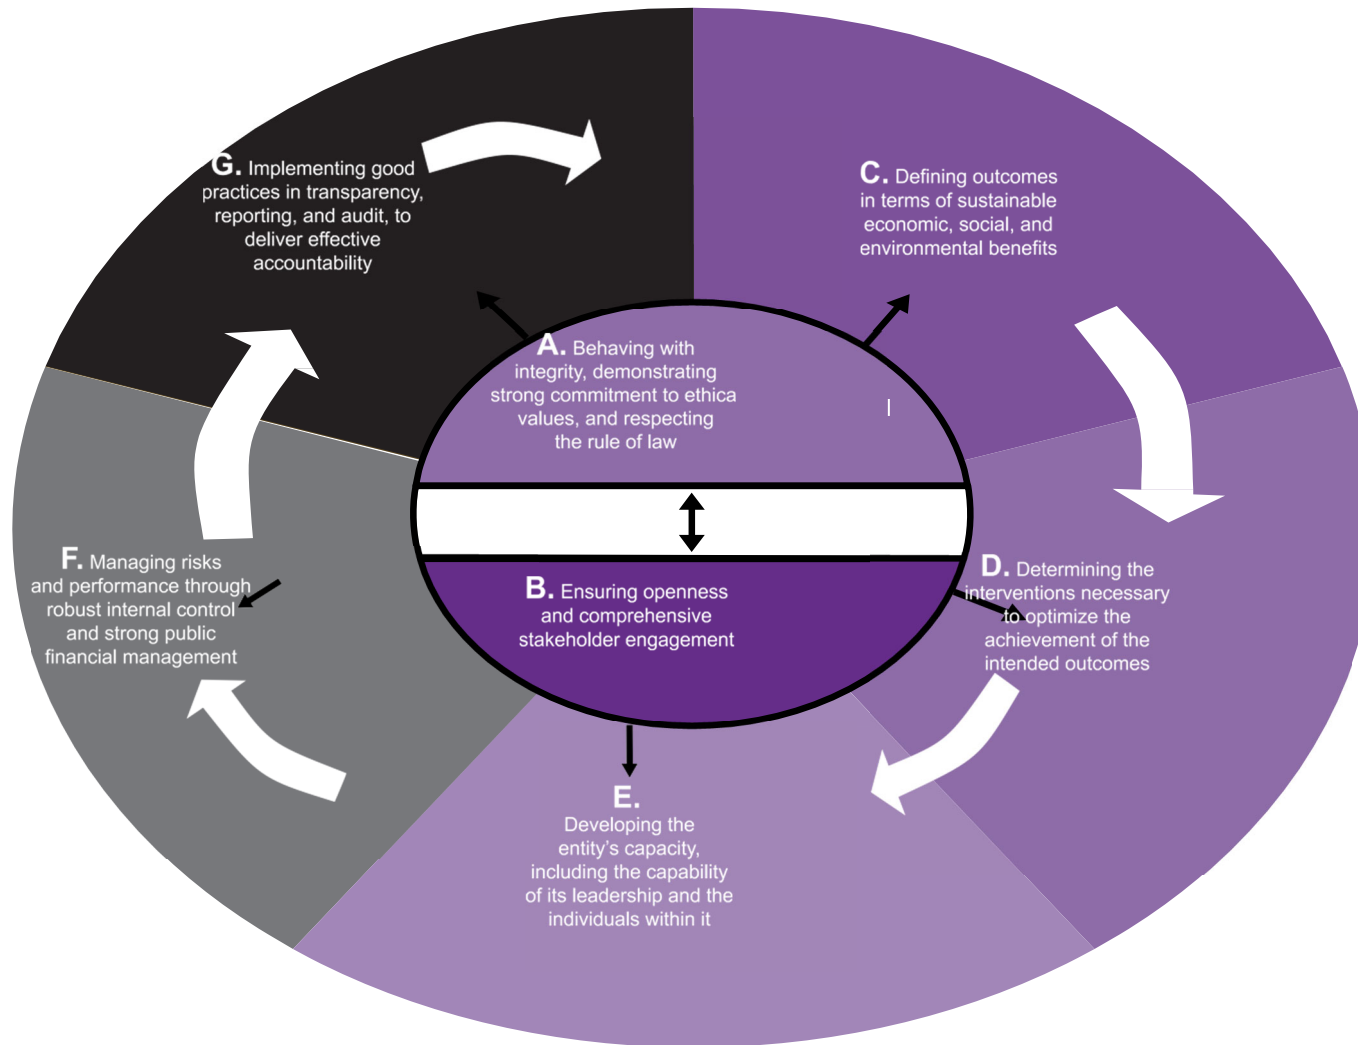 G. Implementing good
practices in transparency,
reporting, and audit, to
deliver effective
accountability
C. Defining outcomes
in terms of sustainable
economic, social, and
environmental benefits
A. Behaving with
integrity, demonstrating
strong commitment to ethica
l
values, and respecting
the rule of law
B. Ensuring openness
and comprehensive
stakeholder engagement
D. Determining the
interventions necessary
to optimize the
achievement of the
intended outcomes
E.
Developing the
entity’s capacity,
including the capability
of its leadership and the
individuals within it
F. Managing risks
and performance through
robust internal control
and strong public
financial management